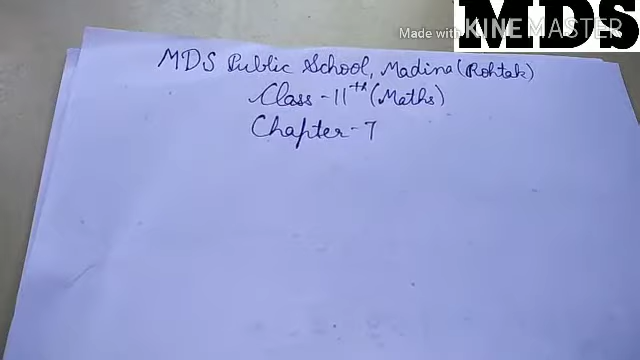 MDS
Made with KINEMASTER
MDS Public School, Madina (Rohtak)
Class - 11th (Maths)
Chapter - 7